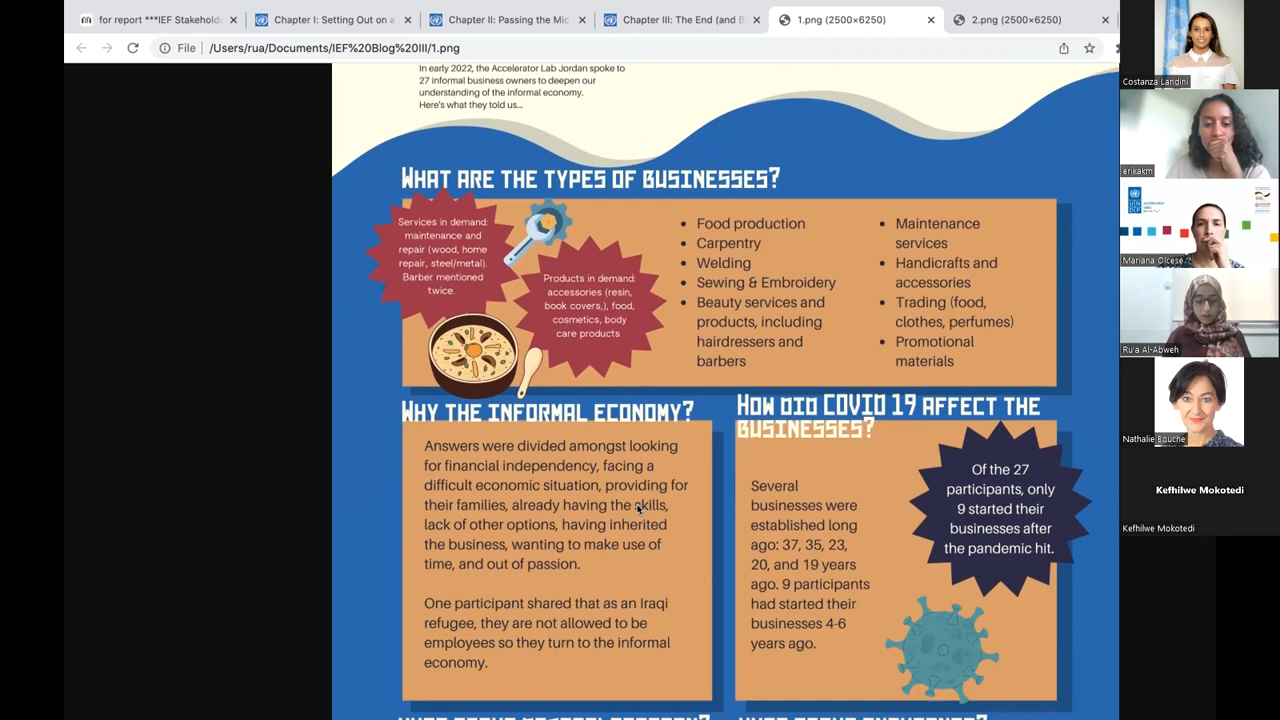 for report ***IEF Stakehold
Chapter I: Setting Out on a
Chapter II: Passing the Mic
Chapter III: The End (and B
1.png (2500×6250)
2.png (2500×6250)
File
/Users/rua/Documents/IEF%20Blog%20III/1.png
In early 2022, the Accelerator Lab Jordan spoke to
27 informal business owners to deepen our
understanding of the informal economy.
Here's what they told us...
WHAT ARE THE TYPES OF BUSINESSES?
Services in demand:
maintenance and
repair (wood, home
repair, steel/metal).
Barber mentioned
twice.
Products in demand:
accessories (resin,
book covers,), food,
cosmetics, body
care products
• Food production
• Carpentry
• Welding
• Sewing & Embroidery
• Beauty services and
products, including
hairdressers and
barbers
• Maintenance
services
• Handicrafts and
accessories
• Trading (food,
clothes, perfumes)
• Promotional
materials
WHY THE INFORMAL ECONOMY?
Answers were divided amongst looking
for financial independency, facing a
difficult economic situation, providing for
their families, already having the skills,
lack of other options, having inherited
the business, wanting to make use of
time, and out of passion.
One participant shared that as an Iraqi
refugee, they are not allowed to be
employees so they turn to the informal
economy.
HOW DID COVID 19 AFFECT THE
BUSINESSES?
Several
businesses were
established long
ago: 37, 35, 23,
20, and 19 years
ago. 9 participants
had started their
businesses 4-6
years ago.
Of the 27
participants, only
9 started their
businesses after
the pandemic hit.
Costanza Landini
erikakm
Mariana Olcese
Ru'a Al-Abweh
Nathalie Bouche
Kefhilwe Mokotedi
Kefhilwe Mokotedi